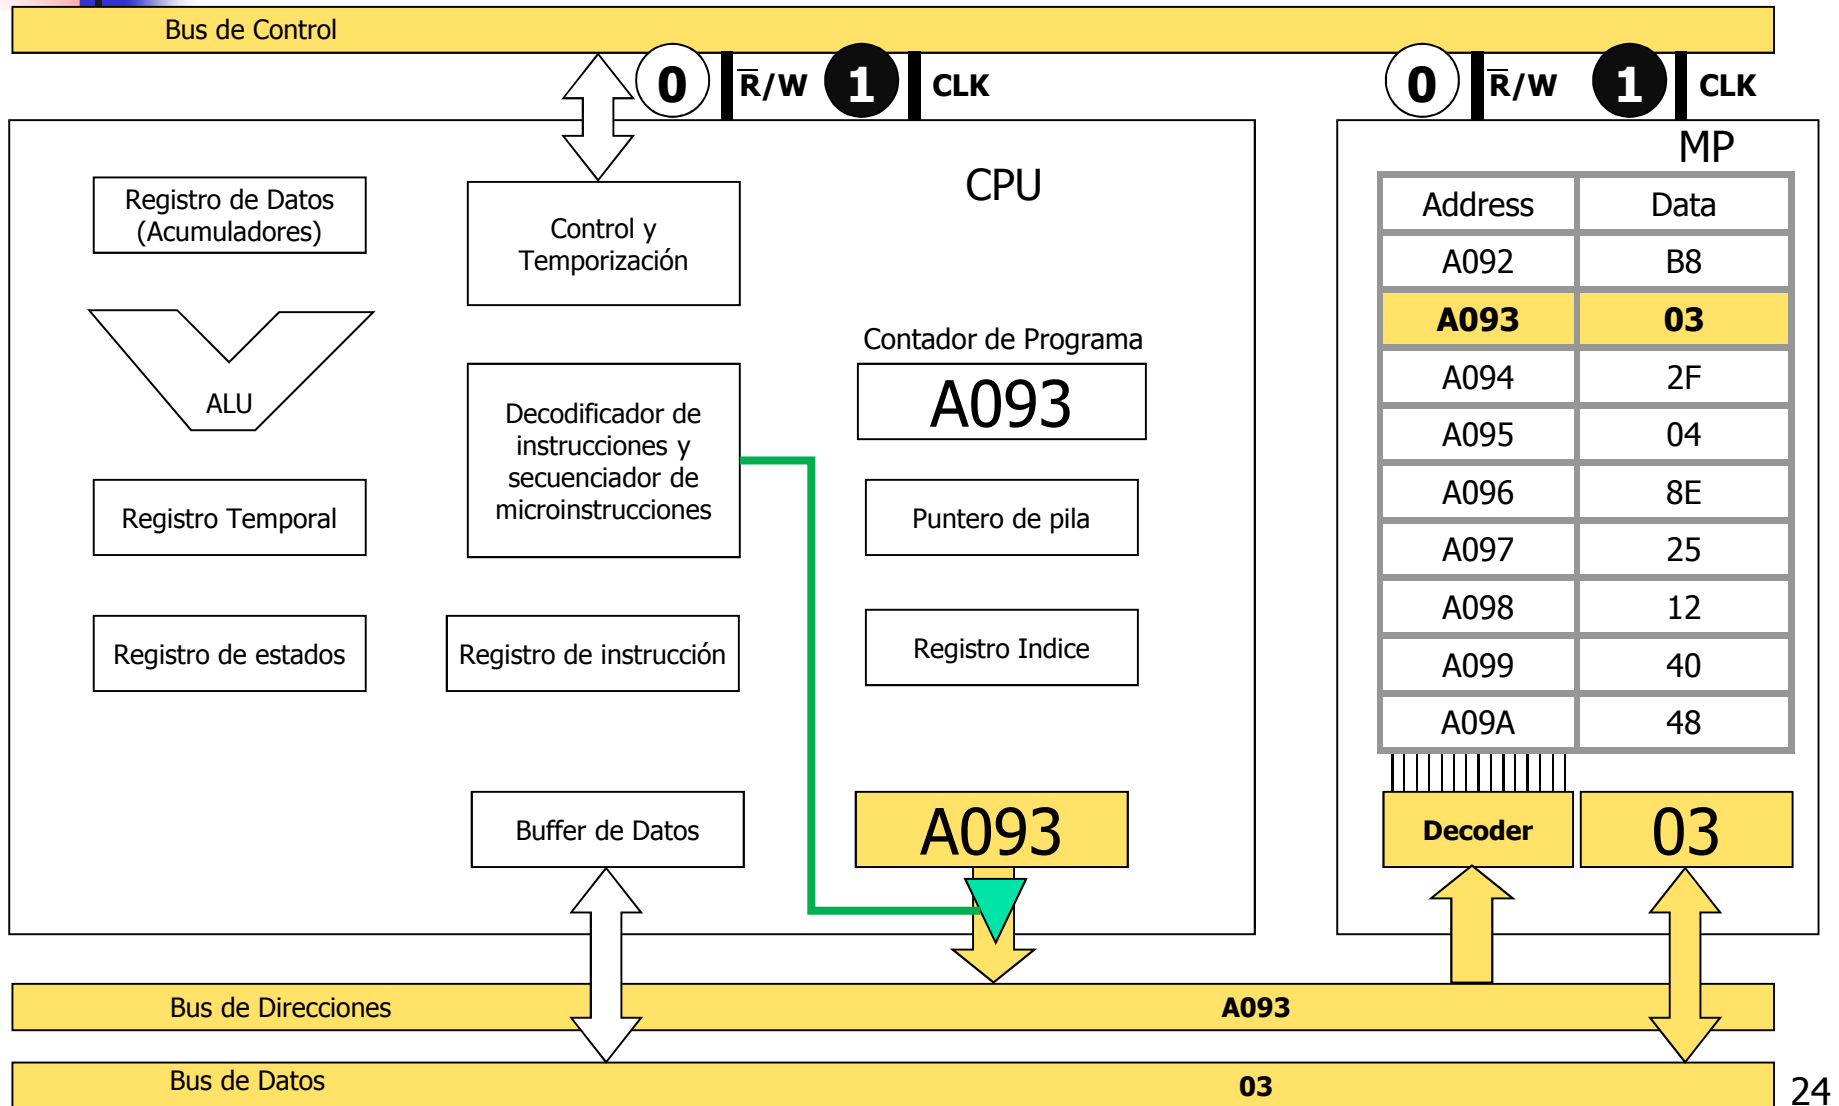 Bus de Control
0
R̅/W
1
CLK
0
R̅/W
1
CLK
CPU
MP
Registro de Datos
(Acumuladores)
Control y
Temporización
ALU
Decodificador de
instrucciones y
secuenciador de
microinstrucciones
Contador de Programa
A093
Registro Temporal
Puntero de pila
Registro de estados
Registro de instrucción
Registro Indice
Buffer de Datos
A093
Address Data
A092 B8
A093 03
A094 2F
A095 04
A096 8E
A097 25
A098 12
A099 40
A09A 48
Decoder
03
Bus de Direcciones
A093
Bus de Datos
03
24